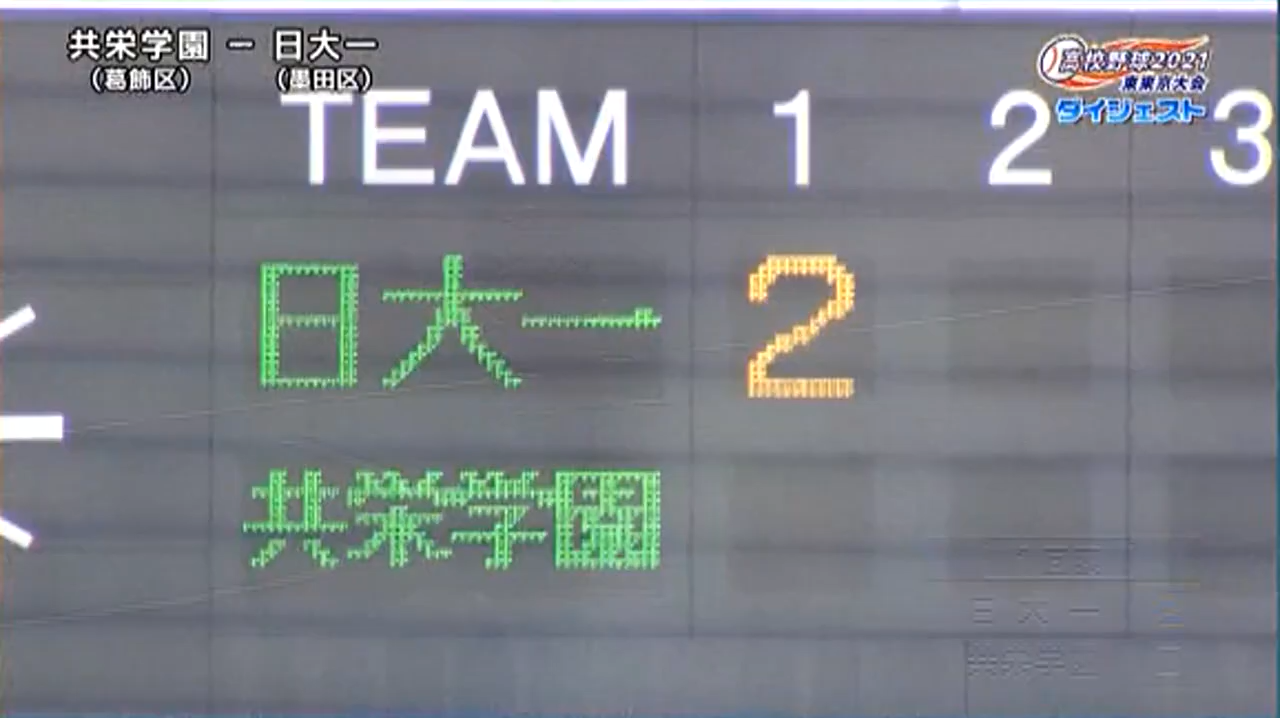 共栄学園 － 日大一
（葛飾区） （墨田区）
高校野球2021
東東京大会
ダイジェスト
TEAM 1 2 3
日大一 2
共栄学園